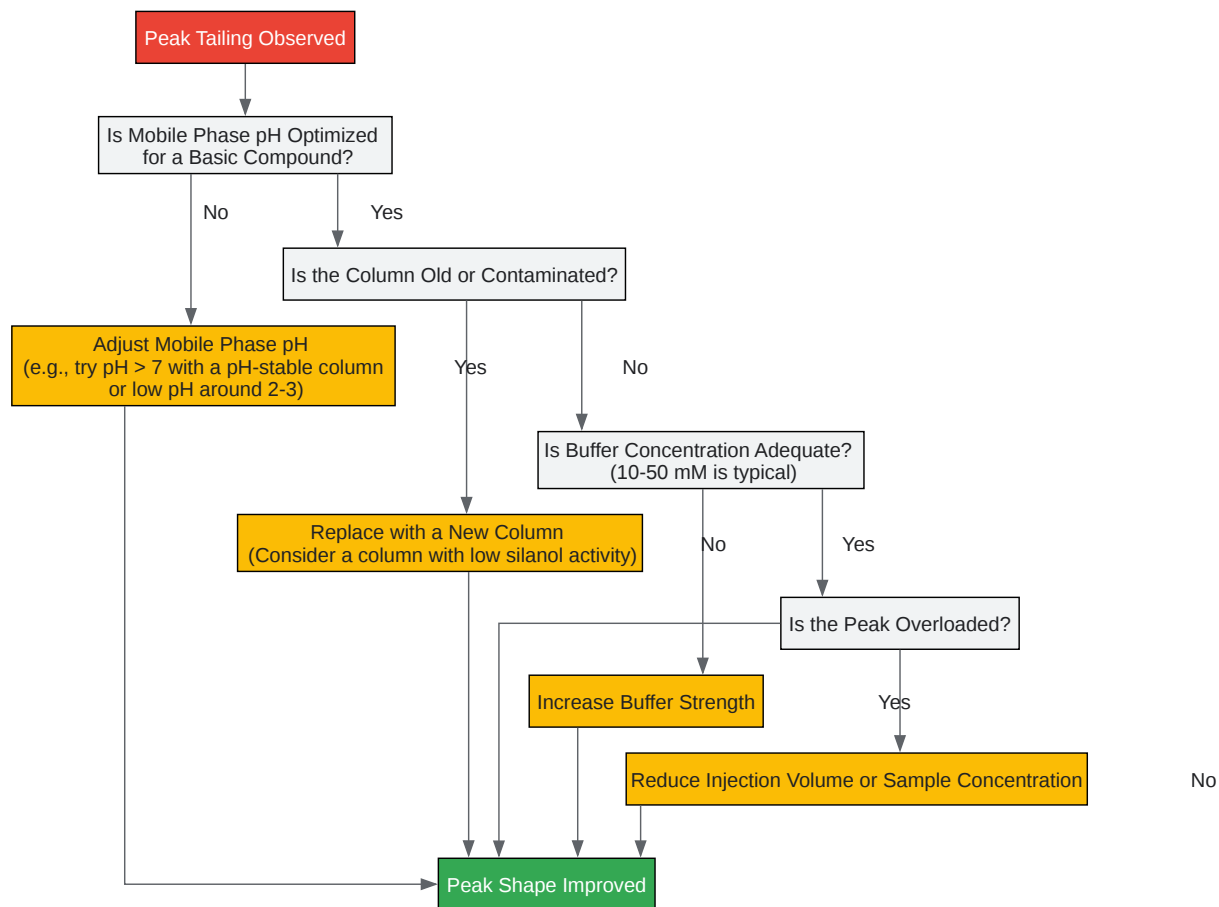 Peak Tailing Observed
Is Mobile Phase pH Optimized
for a Basic Compound?
No
Yes
Is the Column Old or Contaminated?
Adjust Mobile Phase pH
(e.g., try pH > 7 with a pH-stable column
or low pH around 2-3)
Yes
No
Is Buffer Concentration Adequate?
(10-50 mM is typical)
Replace with a New Column
(Consider a column with low silanol activity)
No
Yes
Is the Peak Overloaded?
Increase Buffer Strength
Yes
Reduce Injection Volume or Sample Concentration
No
Peak Shape Improved